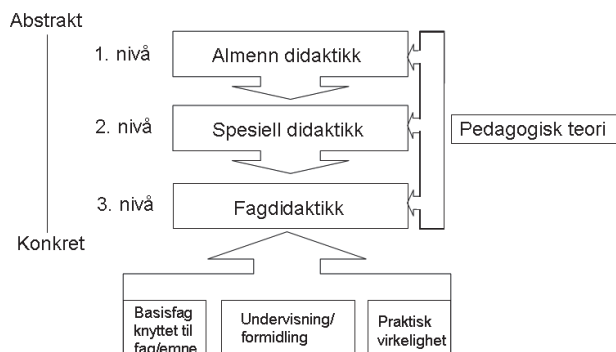 Abstrakt
1. nivå
Almenn didaktikk
2. nivå
Spesiell didaktikk
Pedagogisk teori
3. nivå
Fagdidaktikk
Konkret
Basisfag
knyttet til
fag/emne
Undervisning/
formidling
Praktisk
virkelighet